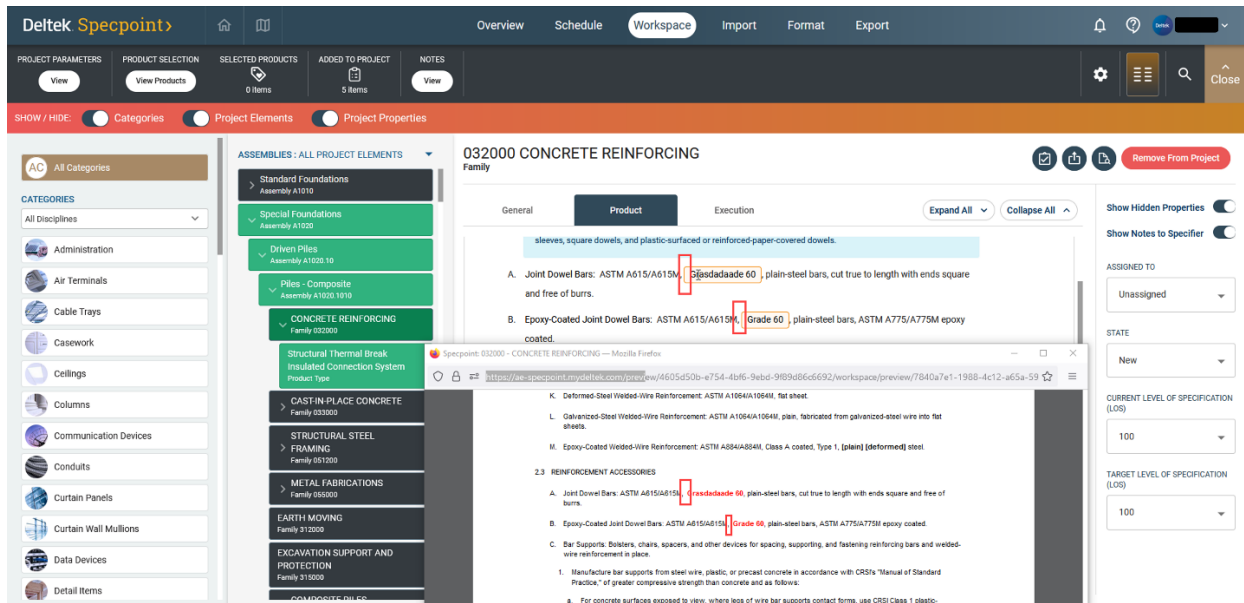 Deltek Specpoint>
Overview Schedule Workspace Import Format Export
PROJECT PARAMETERS PRODUCT SELECTION SELECTED PRODUCTS ADDED TO PROJECT NOTES
View View Products 0 Items 5 Items View
Close
SHOW / HIDE: Categories Project Elements Project Properties
AC All Categories
CATEGORIES
All Disciplines
Administration
Air Terminals
Cable Trays
Casework
Ceilings
Columns
Communication Devices
Conduits
Curtain Panels
Curtain Wall Mullions
Data Devices
Detail Items
ASSEMBLIES : ALL PROJECT ELEMENTS
Standard Foundations
Assembly A1010
Special Foundations
Assembly A1020
Driven Piles
Assembly A1020.10
Piles - Composite
Assembly A1020.1010
CONCRETE REINFORCING
Family 032000
Structural Thermal Break
Insulated Connection System
Product Type
CAST-IN-PLACE CONCRETE
Family 033000
STRUCTURAL STEEL
FRAMING
Family 051200
METAL FABRICATIONS
Family 055000
EARTH MOVING
Family 312000
EXCAVATION SUPPORT AND
PROTECTION
Family 315000
COMPOSITE PILES
032000 CONCRETE REINFORCING
Family
Remove From Project
General Product Execution
Expand All Collapse All
sleeves, square dowels, and plastic-surfaced or reinforced-paper-covered dowels.
A. Joint Dowel Bars: ASTM A615/A615M, Grasdadaade 60 , plain-steel bars, cut true to length with ends square
and free of burrs.
B. Epoxy-Coated Joint Dowel Bars: ASTM A615/A615M, Grade 60 , plain-steel bars, ASTM A775/A775M epoxy
coated.
Show Hidden Properties
Show Notes to Specifier
ASSIGNED TO
Unassigned
STATE
New
CURRENT LEVEL OF SPECIFICATION
(LOS)
100
TARGET LEVEL OF SPECIFICATION
(LOS)
100
Specpoint: 032000 - CONCRETE REINFORCING — Mozilla Firefox
https://ae-specpoint.mydeltek.com/preview/4605d50b-e754-4bf6-9ebd-9f89d86c6692/workspace/preview/7840a7e1-1988-4c12-a65a-59
K. Deformed-Steel Welded-Wire Reinforcement: ASTM A1064/A1064M, flat sheet.
L. Galvanized-Steel Welded-Wire Reinforcement: ASTM A1064/A1064M, plain, fabricated from galvanized-steel wire into flat
sheets.
M. Epoxy-Coated Welded-Wire Reinforcement: ASTM A884/A884M, Class A coated, Type 1, [plain] [deformed] steel.
2.3 REINFORCEMENT ACCESSORIES
A. Joint Dowel Bars: ASTM A615/A615M, Grasdadaade 60, plain-steel bars, cut true to length with ends square and free of
burrs.
B. Epoxy-Coated Joint Dowel Bars: ASTM A615/A615M, Grade 60, plain-steel bars, ASTM A775/A775M epoxy coated.
C. Bar Supports: Bolsters, chairs, spacers, and other devices for spacing, supporting, and fastening reinforcing bars and welded-
wire reinforcement in place.
1. Manufacture bar supports from steel wire, plastic, or precast concrete in accordance with CRSI's "Manual of Standard
Practice," of greater compressive strength than concrete and as follows:
a. For concrete surfaces exposed to view, where legs of wire bar supports contact forms, use CRSI Class 1 plastic-